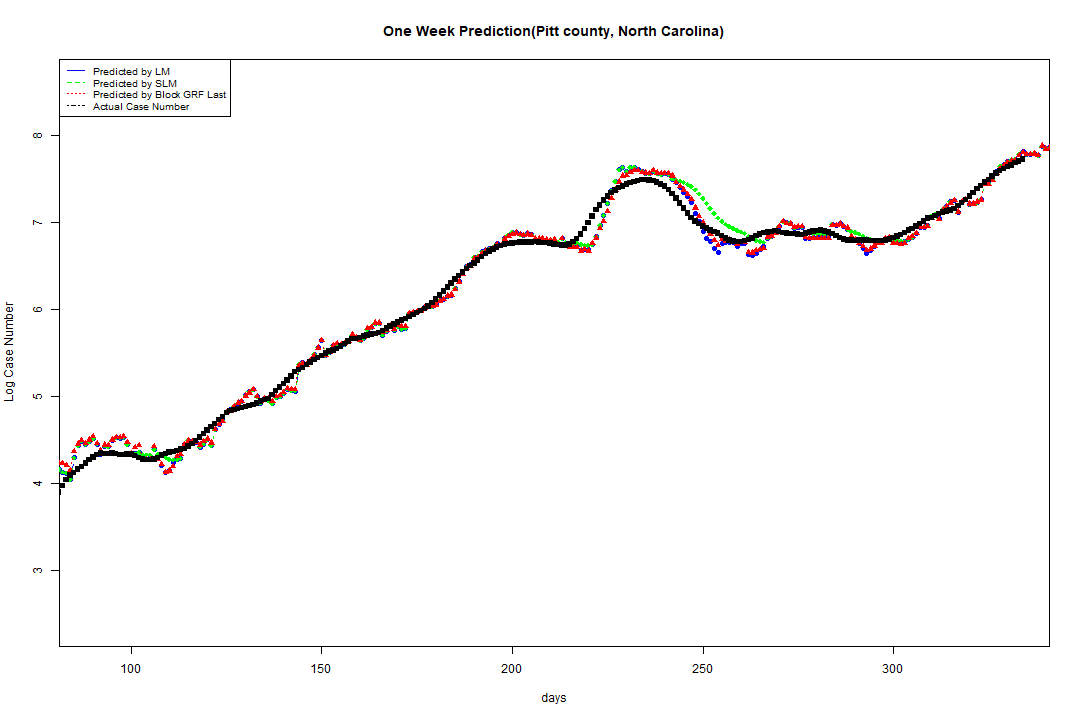 One Week Prediction(Pitt county, North Carolina)
Predicted by LM
Predicted by SLM
Predicted by Block GRF Last
Actual Case Number
8
7
6
5
4
3
Log Case Number
100 150 200 250 300
days